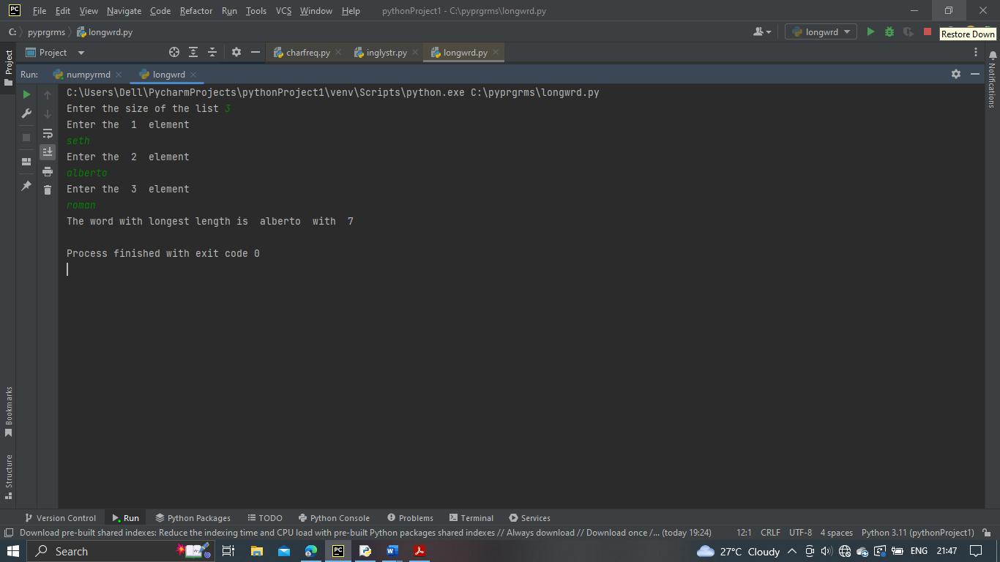 File Edit View Navigate Code Refactor Run Tools VCS Window Help pythonProject1 - C:\pyprgrms\longwrd.py
C: pyprgrms longwrd.py longwrd
Restore Down
Project Project charfreq.py inglystr.py longwrd.py
Notifications
Run: numpyrmd longwrd
C:\Users\Dell\PycharmProjects\pythonProject1\venv\Scripts\python.exe C:\pyprgrms\longwrd.py
Enter the size of the list 3
Enter the  1  element
seth
Enter the  2  element
alberto
Enter the  3  element
roman
The word with longest length is  alberto  with  7
Process finished with exit code 0
Bookmarks
Structure
Version Control Run Python Packages TODO Python Console Problems Terminal Services
Download pre-built shared indexes: Reduce the indexing time and CPU load with pre-built Python packages shared indexes // Always download // Download once /... (today 19:24) 12:1 CRLF UTF-8 4 spaces Python 3.11 (pythonProject1)
Search 27°C Cloudy ENG 21:47